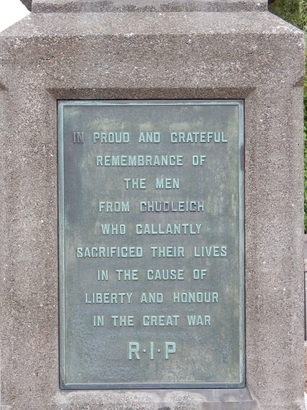 IN PROUD AND GRATEFUL
REMEMBRANCE OF
THE MEN
FROM CHUDLEIGH
WHO GALLANTLY
SACRIFICED THEIR LIVES
IN THE CAUSE OF
LIBERTY AND HONOUR
IN THE GREAT WAR
R·I·P